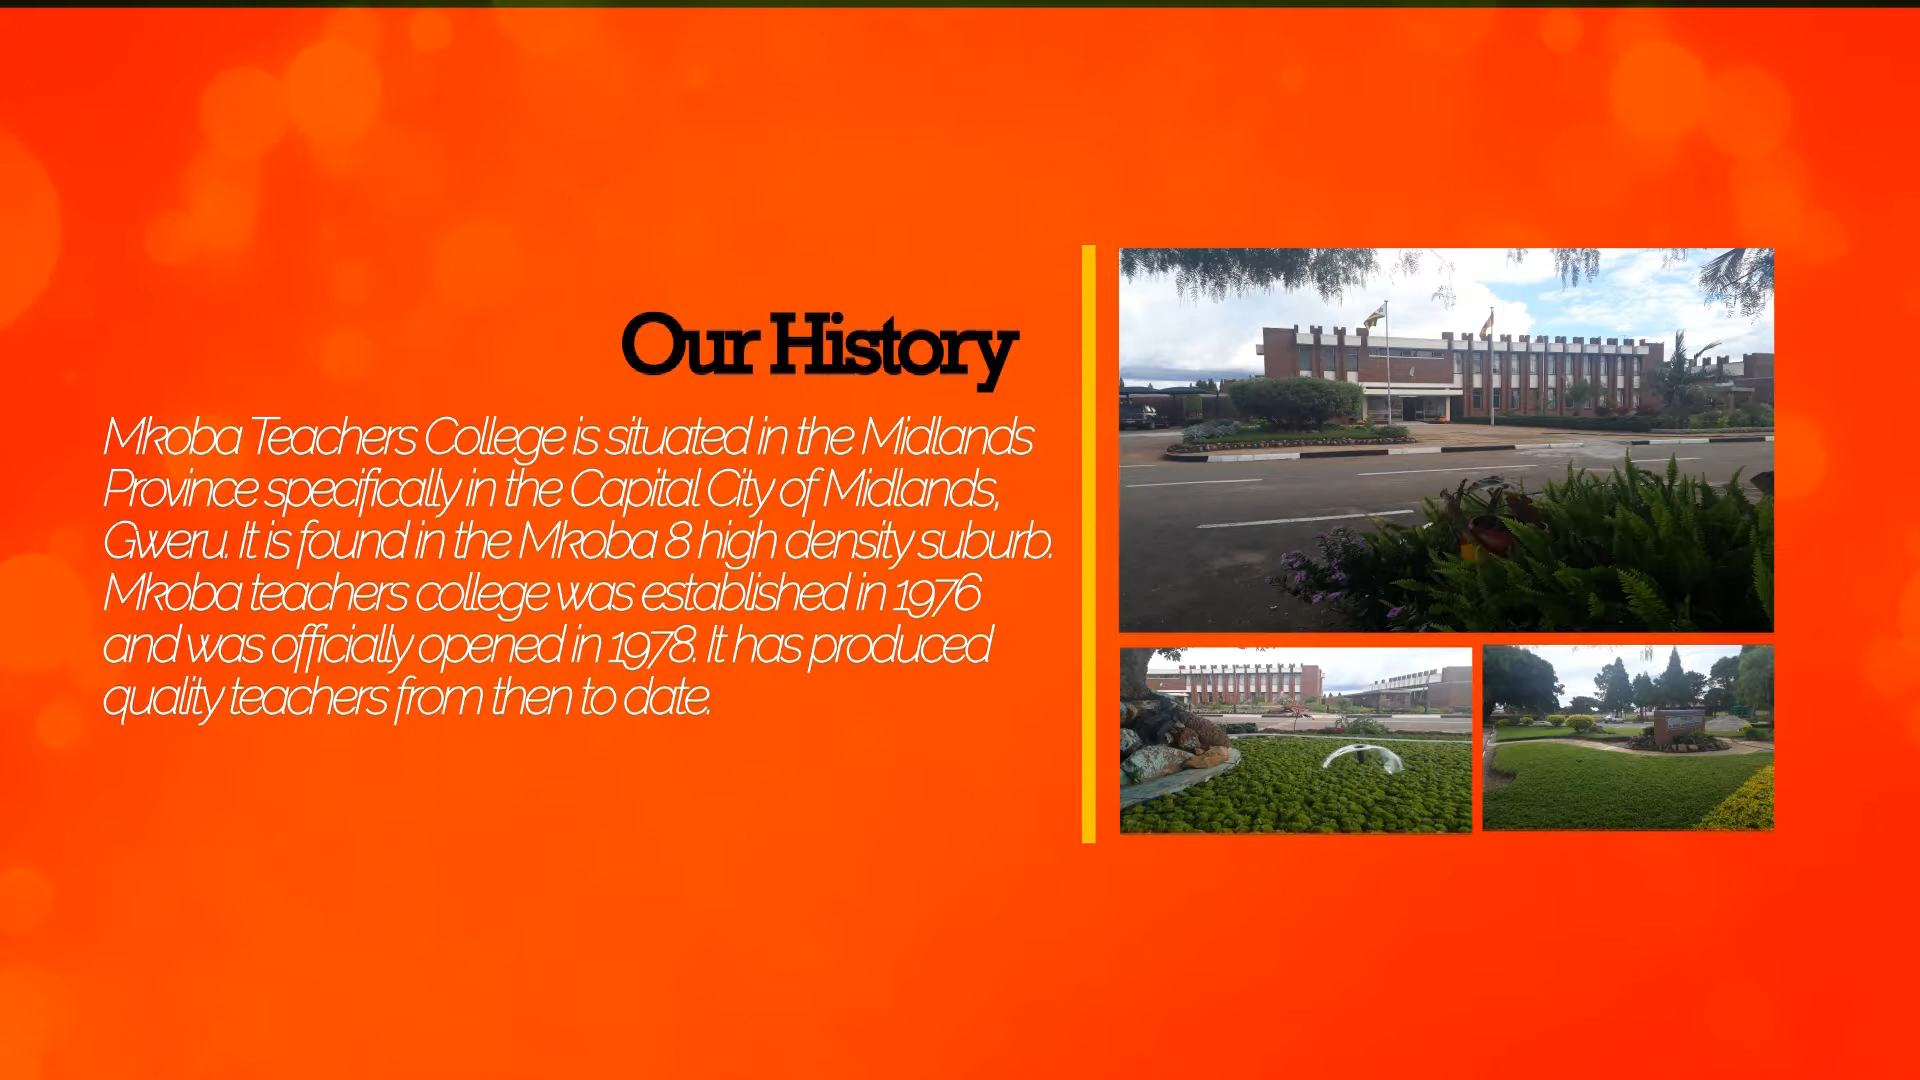 Our History
Mkoba Teachers College is situated in the Midlands
Province specifically in the Capital City of Midlands,
Gweru. It is found in the Mkoba 8 high density suburb.
Mkoba teachers college was established in 1976
and was officially opened in 1978. It has produced
quality teachers from then to date.